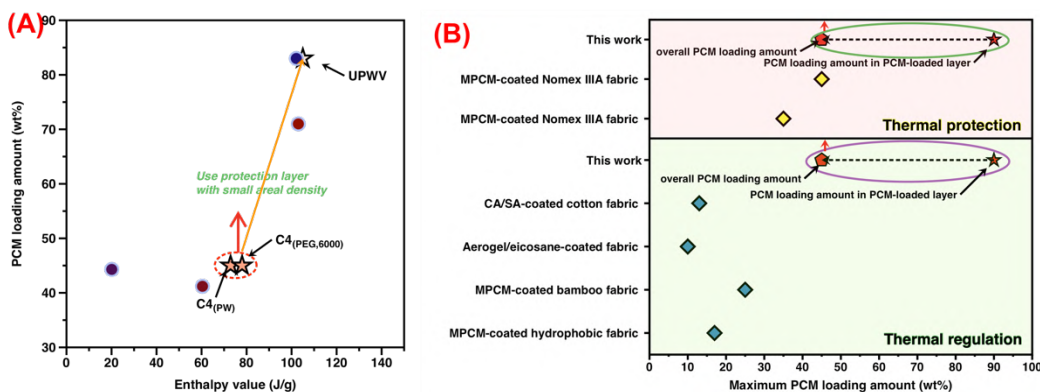 (A)
PCM loading amount (wt%)
90
80
70
60
50
40
30
UPWV
Use protection layer
with small areal density
C4(PEG,6000)
C4(PW)
0 20 40 60 80 100 120 140
Enthalpy value (J/g)
(B)
This work
overall PCM loading amount
PCM loading amount in PCM-loaded layer
MPCM-coated Nomex IIIA fabric
MPCM-coated Nomex IIIA fabric
Thermal protection
This work
overall PCM loading amount
PCM loading amount in PCM-loaded layer
CA/SA-coated cotton fabric
Aerogel/eicosane-coated fabric
MPCM-coated bamboo fabric
MPCM-coated hydrophobic fabric
Thermal regulation
0 10 20 30 40 50 60 70 80 90 100
Maximum PCM loading amount (wt%)